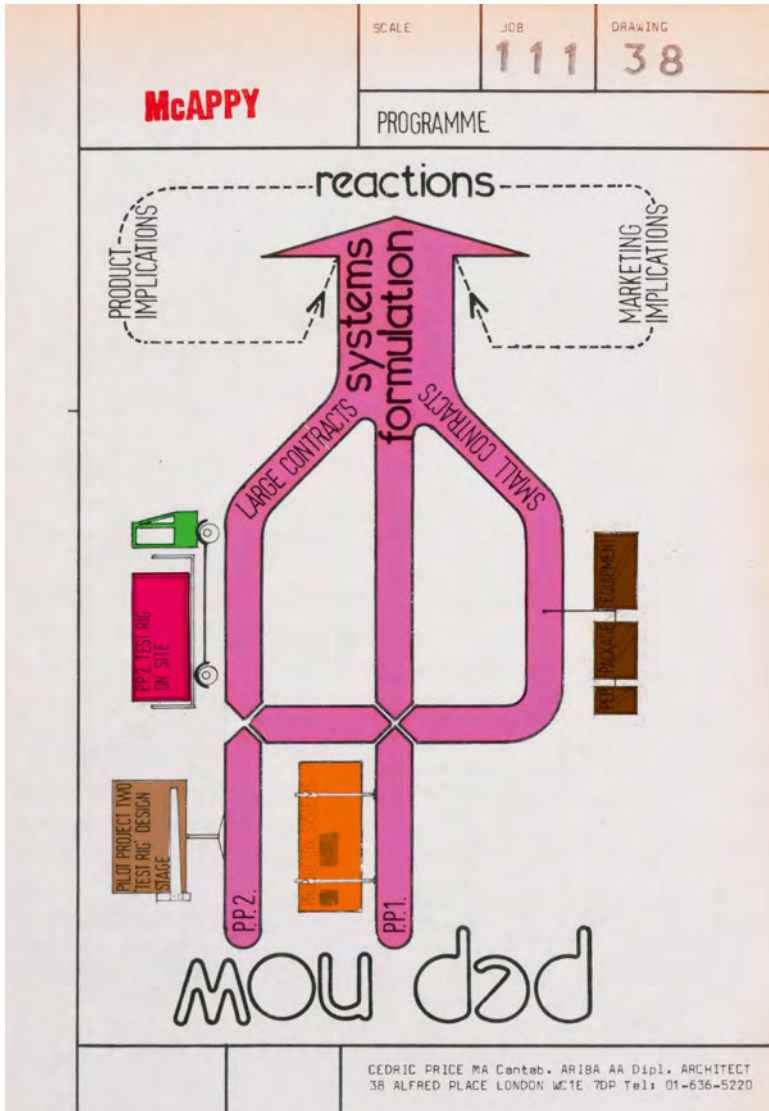 SCALE
JOB
DRAWING
111
38
McAPPY
PROGRAMME
reactions
PRODUCT
IMPLICATIONS
MARKETING
IMPLICATIONS
systems
formulation
LARGE CONTRACTS
SMALL CONTRACTS
P.P.2. TEST RIG
ON SITE
PEP PACKAGE EQUIPMENT
PILOT PROJECT TWO
TEST RIG DESIGN
STAGE
P.P.2.
P.P.1.
pep now
CEDRIC PRICE MA Cantab. ARIBA AA Dipl. ARCHITECT
38 ALFRED PLACE LONDON WC1E 7DP Tel: 01-636-5220